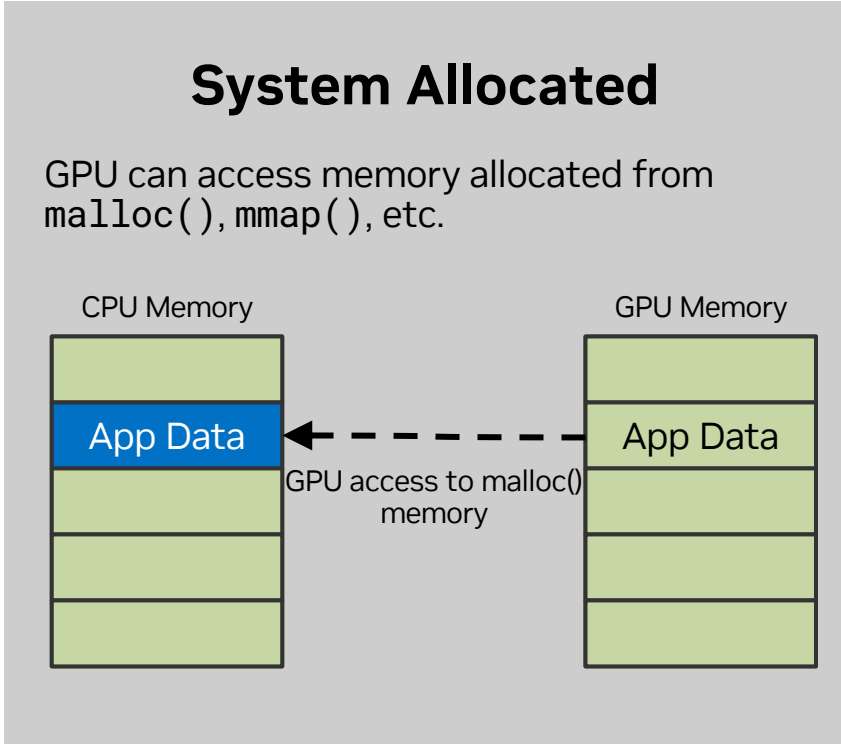 System Allocated
GPU can access memory allocated from
malloc(), mmap(), etc.
CPU Memory
GPU Memory
App Data
App Data
GPU access to malloc()
memory